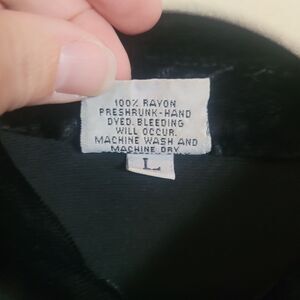 100% RAYON
PRESHRUNK-HAND
DYED. BLEEDING
WILL OCCUR.
MACHINE WASH AND
MACHINE DRY
L